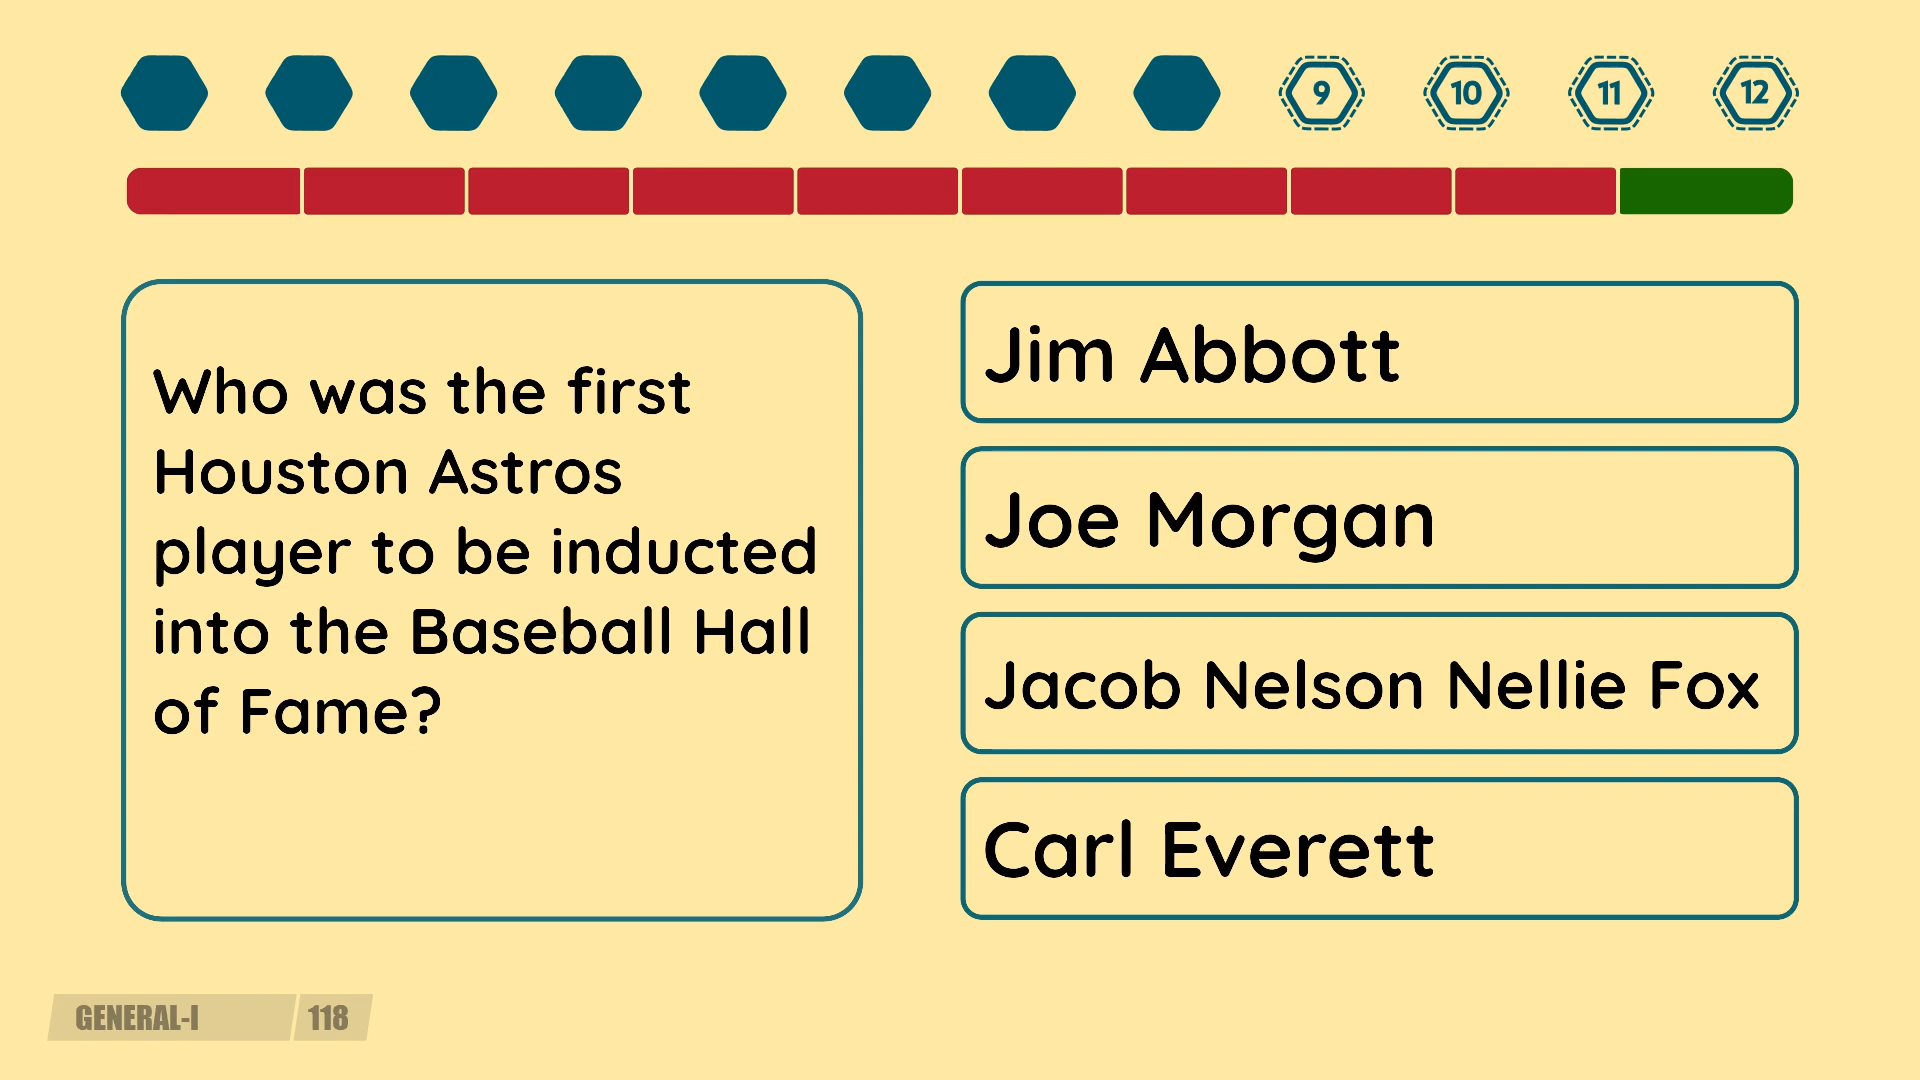 9 10 11 12
Who was the first
Houston Astros
player to be inducted
into the Baseball Hall
of Fame?
Jim Abbott
Joe Morgan
Jacob Nelson Nellie Fox
Carl Everett
GENERAL-I 118